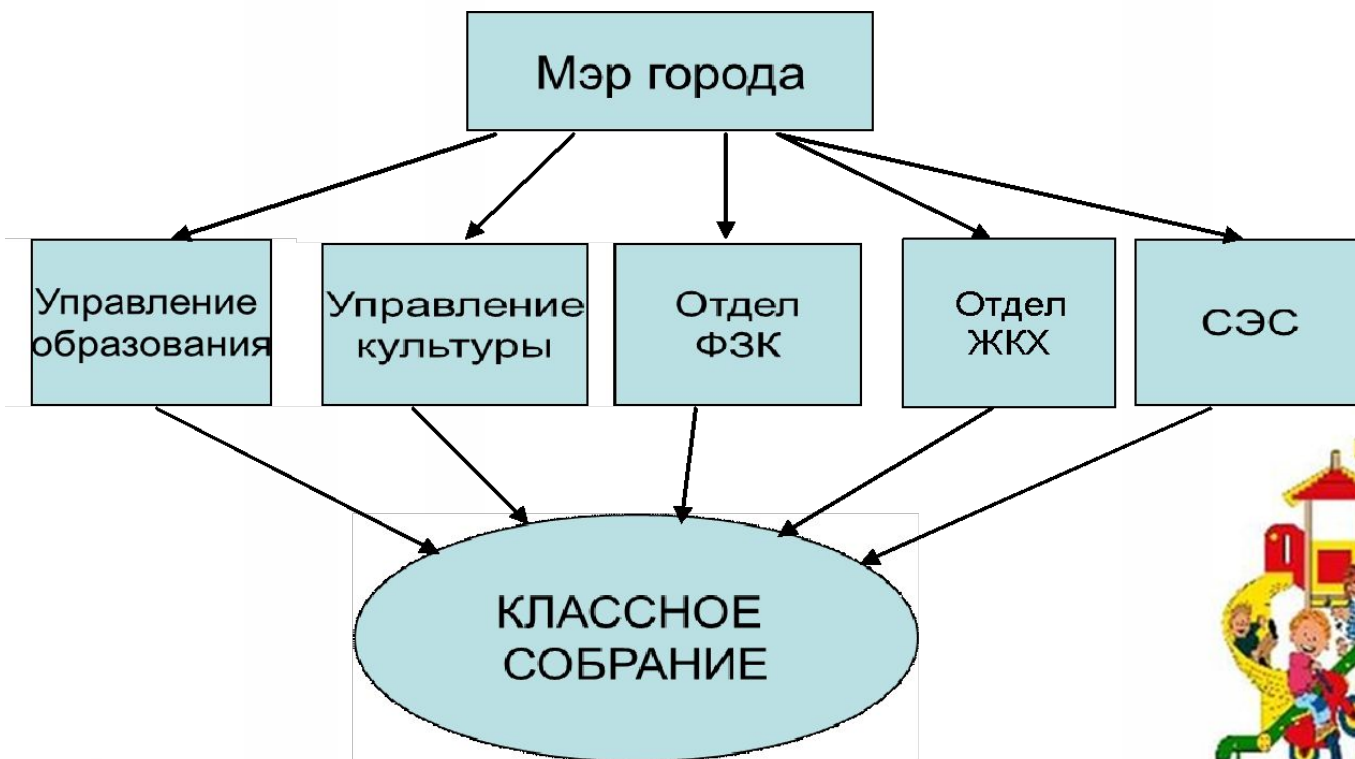 Мэр города
Управление
образования
Управление
культуры
Отдел
ФЗК
Отдел
ЖКХ
СЭС
КЛАССНОЕ
СОБРАНИЕ